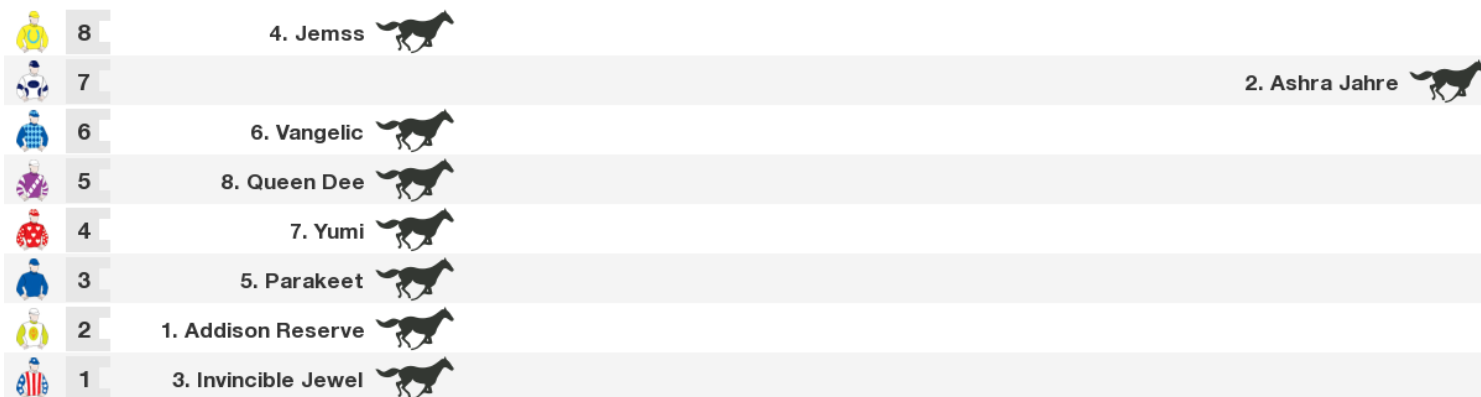 8 4. Jemss
7 2. Ashra Jahre
6 6. Vangelic
5 8. Queen Dee
4 7. Yumi
3 5. Parakeet
2 1. Addison Reserve
1 3. Invincible Jewel